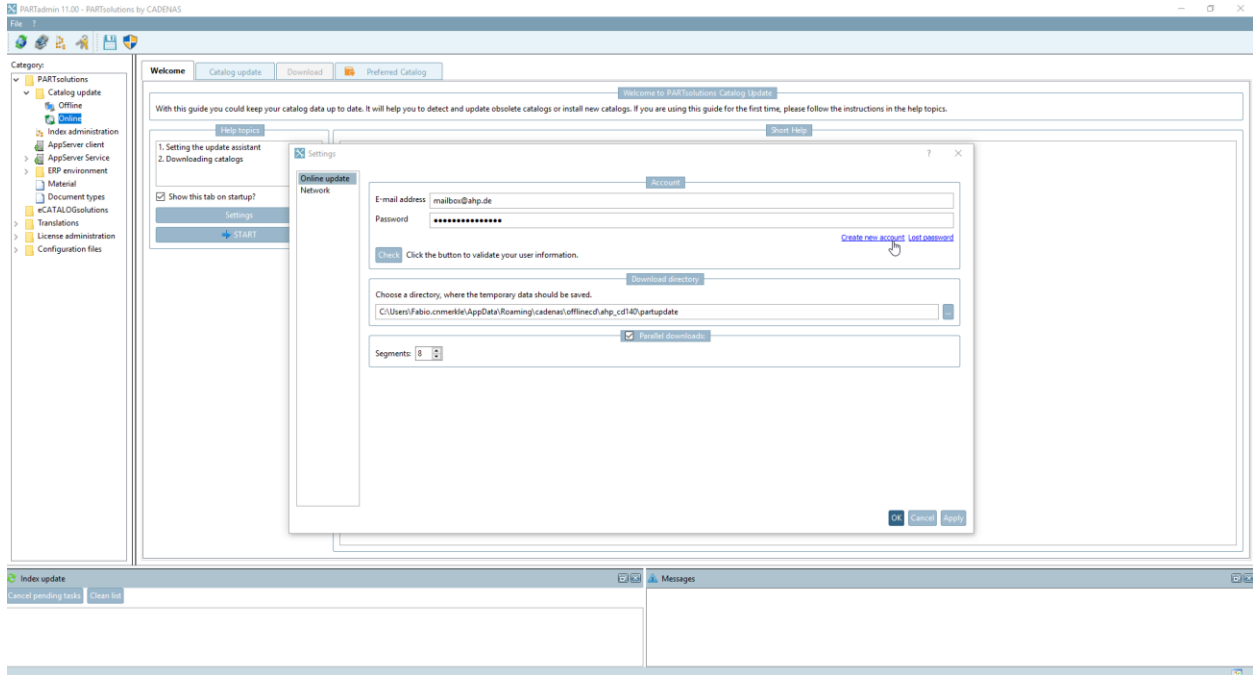 PARTadmin 11.00 - PARTsolutions by CADENAS
File ?
Category:
PARTsolutions
Catalog update
Offline
Online
Index administration
AppServer client
AppServer Service
ERP environment
Material
Document types
eCATALOGsolutions
Translations
License administration
Configuration files
Welcome
Catalog update
Download
Preferred Catalog
Welcome to PARTsolutions Catalog Update
With this guide you could keep your catalog data up to date. It will help you to detect and update obsolete catalogs or install new catalogs. If you are using this guide for the first time, please follow the instructions in the help topics.
Help topics
1. Setting the update assistant
2. Downloading catalogs
Show this tab on startup?
Settings
START
Short Help
Settings
?
Online update
Network
Account
E-mail address mailbox@ahp.de
Password •••••••••••••••
Create new account Lost password
Check Click the button to validate your user information.
Download directory
Choose a directory, where the temporary data should be saved.
C:\Users\Fabio.cnmerkle\AppData\Roaming\cadenas\offlinecd\ahp_cd140\partupdate
...
Parallel downloads:
Segments: 8
OK Cancel Apply
Index update
Cancel pending tasks Clean list
Messages